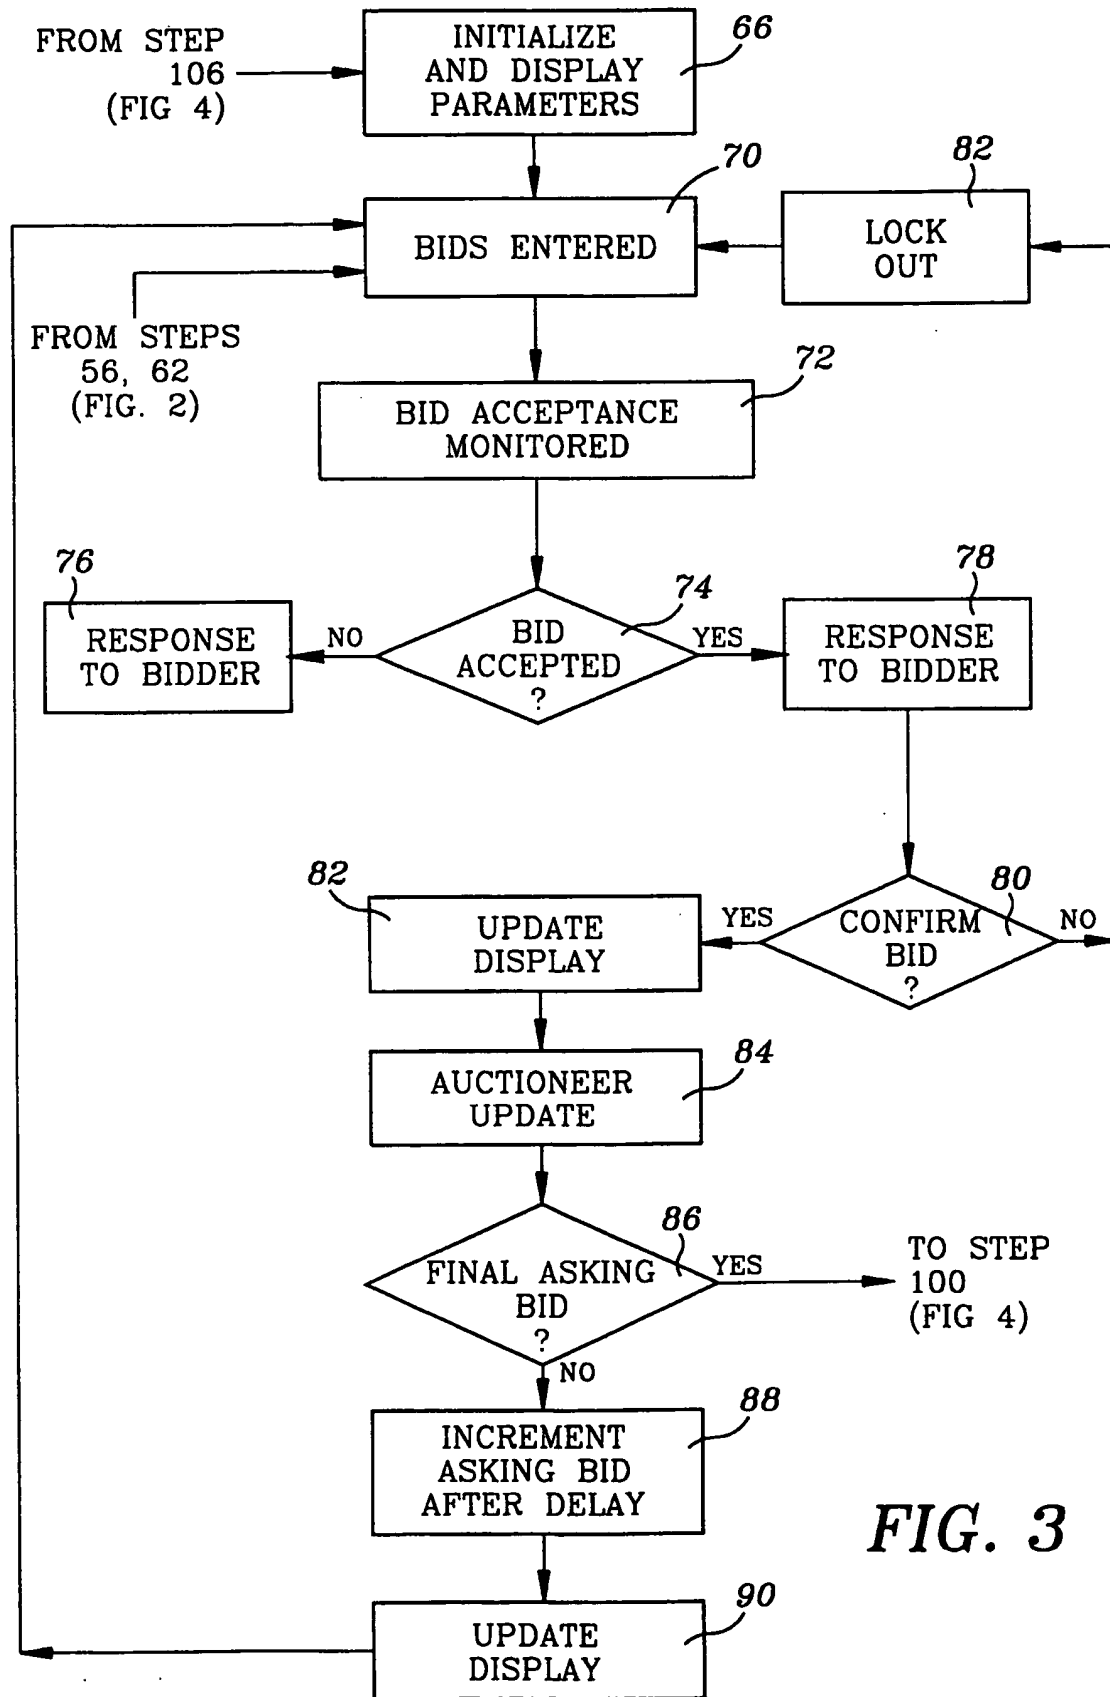 FROM STEP
106
(FIG 4)
INITIALIZE
AND DISPLAY
PARAMETERS
66
70
BIDS ENTERED
82
LOCK
OUT
FROM STEPS
56, 62
(FIG. 2)
72
BID ACCEPTANCE
MONITORED
76
RESPONSE
TO BIDDER
NO
74
BID
ACCEPTED
?
YES
78
RESPONSE
TO BIDDER
82
UPDATE
DISPLAY
YES
80
CONFIRM
BID
?
NO
84
AUCTIONEER
UPDATE
86
FINAL ASKING
BID
?
YES
TO STEP
100
(FIG 4)
NO
88
INCREMENT
ASKING BID
AFTER DELAY
FIG. 3
90
UPDATE
DISPLAY